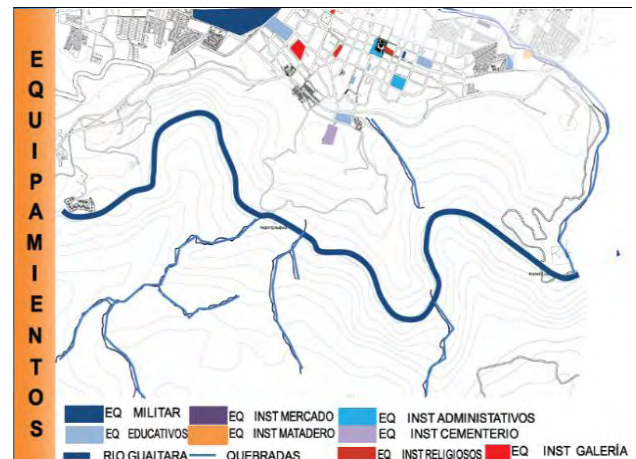 EQUIPAMIENTOS
EQ MILITAR
EQ INST MERCADO
EQ INST ADMINISTATIVOS
EQ EDUCATIVOS
EQ INST MATADERO
EQ INST CEMENTERIO
RIO GUAITARA
QUEBRADAS
EQ INST RELIGIOSOS
EQ INST GALERÍA